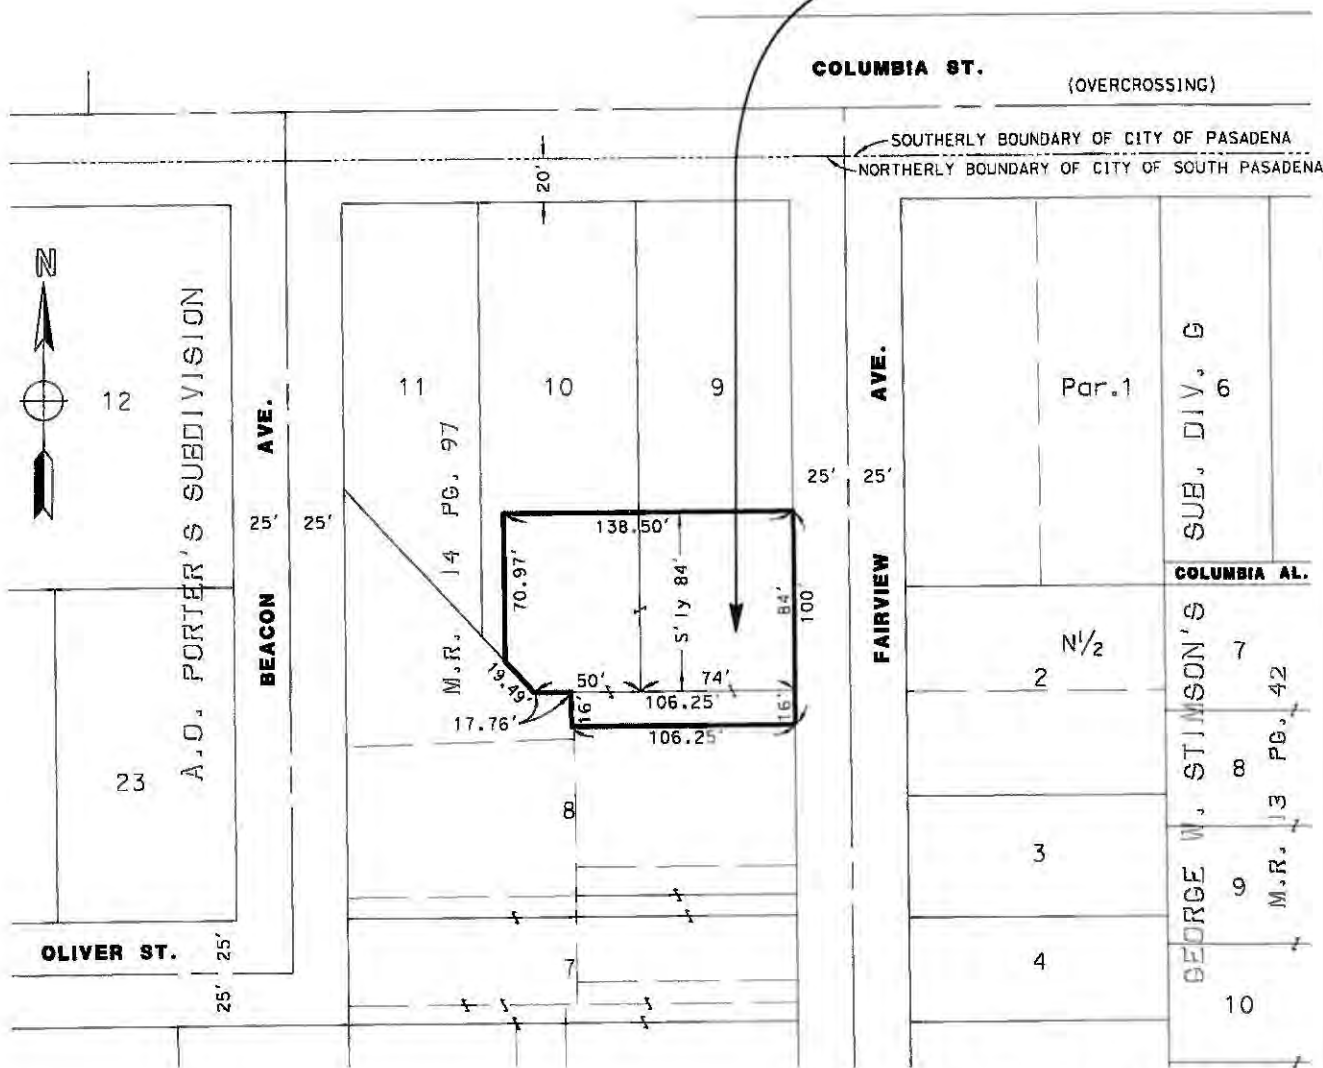 COLUMBIA ST.
(OVERCROSSING)
SOUTHERLY BOUNDARY OF CITY OF PASADENA
NORTHERLY BOUNDARY OF CITY OF SOUTH PASADENA
20'
N
12
A.O. PORTER'S SUBDIVISION
BEACON AVE.
25' 25'
23
OLIVER ST.
25'
25'
11
10
9
M.R. 14 PG. 97
138.50'
70.97'
S'ly 84'
84'
100'
19.49'
50'
74'
106.25'
17.76'
16'
16'
106.25'
8
7
FAIRVIEW AVE.
25' 25'
Par.1
6
GEORGE W. STIMSON'S SUB. DIV. G
COLUMBIA AL.
N1/2
2
7
8
M.R. 13 PG. 42
3
9
4
10